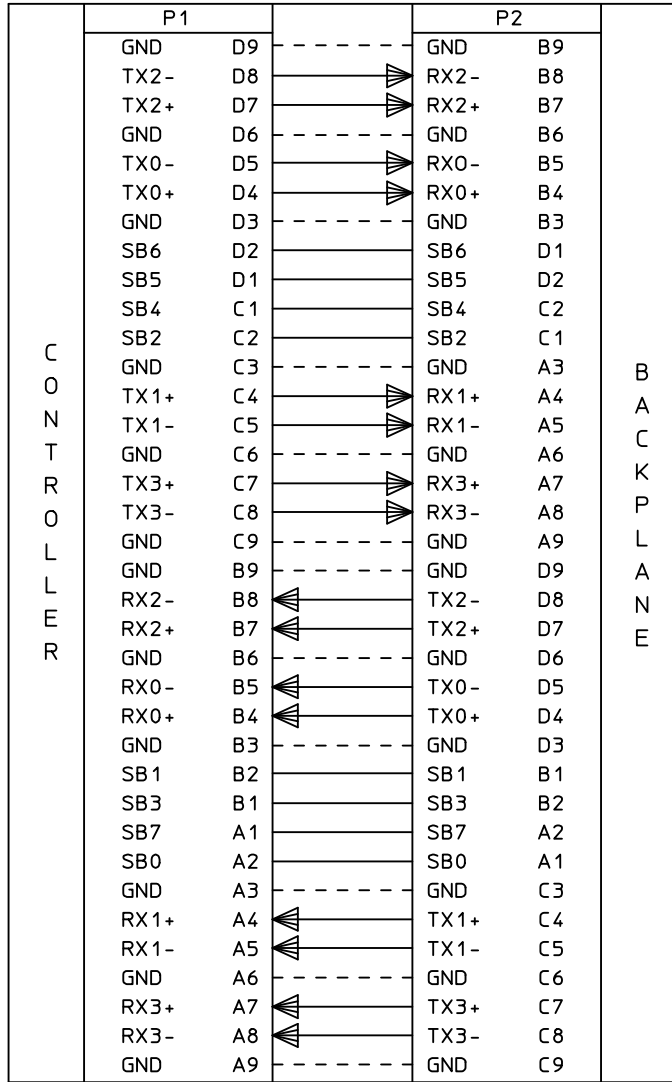 P1 P2
GND D9 GND B9
TX2- D8 RX2- B8
TX2+ D7 RX2+ B7
GND D6 GND B6
TX0- D5 RX0- B5
TX0+ D4 RX0+ B4
GND D3 GND B3
SB6 D2 SB6 D1
SB5 D1 SB5 D2
SB4 C1 SB4 C2
SB2 C2 SB2 C1
GND C3 GND A3
TX1+ C4 RX1+ A4
TX1- C5 RX1- A5
GND C6 GND A6
TX3+ C7 RX3+ A7
TX3- C8 RX3- A8
GND C9 GND A9
GND B9 GND D9
RX2- B8 TX2- D8
RX2+ B7 TX2+ D7
GND B6 GND D6
RX0- B5 TX0- D5
RX0+ B4 TX0+ D4
GND B3 GND D3
SB1 B2 SB1 B1
SB3 B1 SB3 B2
SB7 A1 SB7 A2
SB0 A2 SB0 A1
GND A3 GND C3
RX1+ A4 TX1+ C4
RX1- A5 TX1- C5
GND A6 GND C6
RX3+ A7 TX3+ C7
RX3- A8 TX3- C8
GND A9 GND C9
CONTROLLER
BACKPLANE